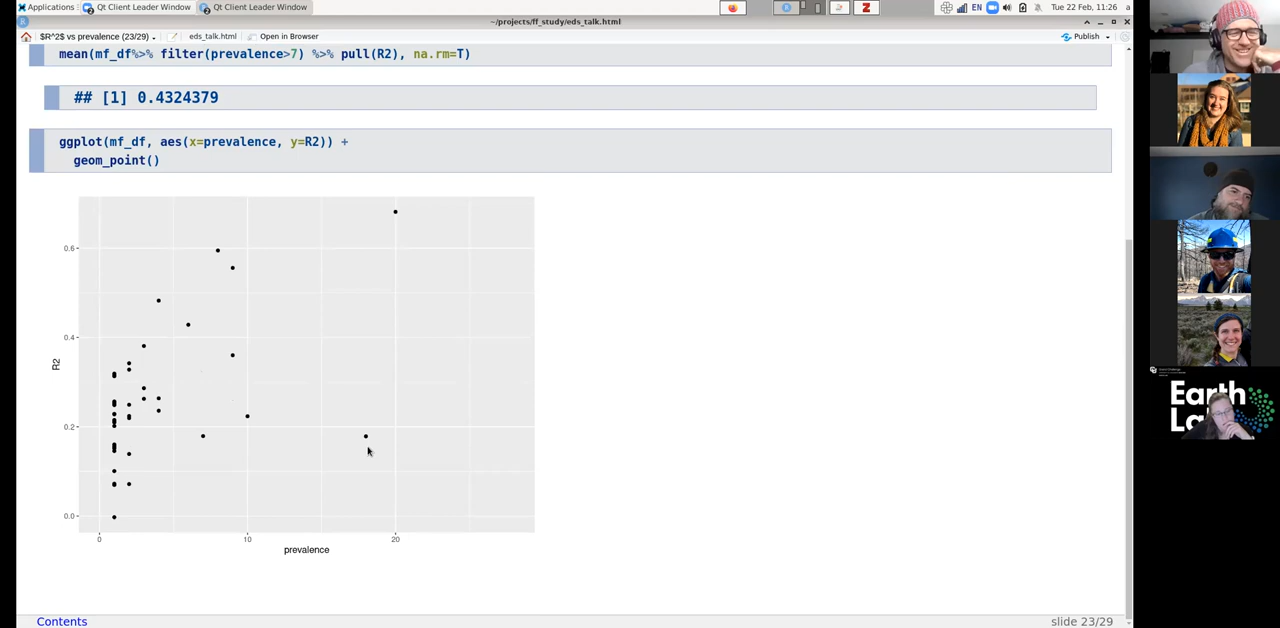 Applications
Qt Client Leader Window
Qt Client Leader Window
EN
Tue 22 Feb, 11:26
a
~/projects/ff_study/eds_talk.html
$R^2$ vs prevalence (23/29)
eds_talk.html
Open in Browser
Publish
mean(mf_df%>% filter(prevalence>7) %>% pull(R2), na.rm=T)
## [1] 0.4324379
ggplot(mf_df, aes(x=prevalence, y=R2)) +
geom_point()
0.6
0.4
R2
0.2
0.0
0
10
20
prevalence
Contents
slide 23/29
Earth
La